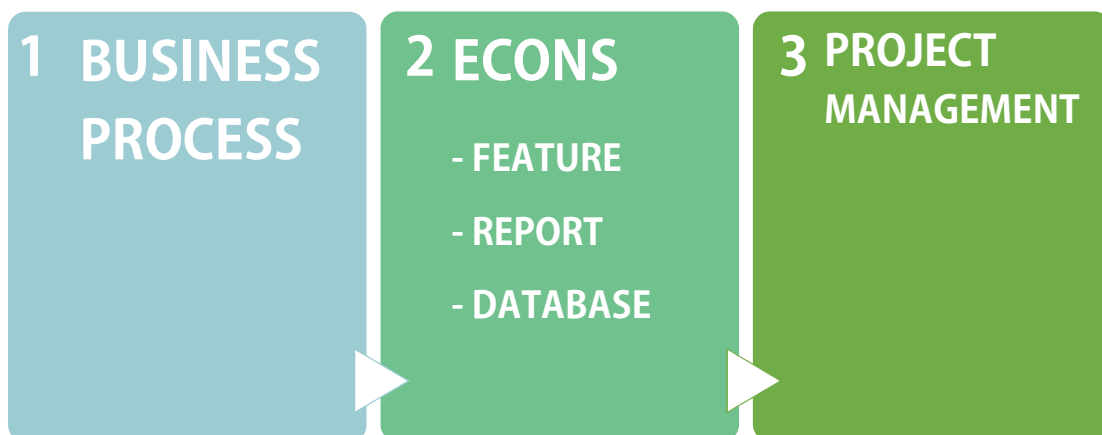 1 BUSINESS
PROCESS
2 ECONS
- FEATURE
- REPORT
- DATABASE
3 PROJECT
MANAGEMENT